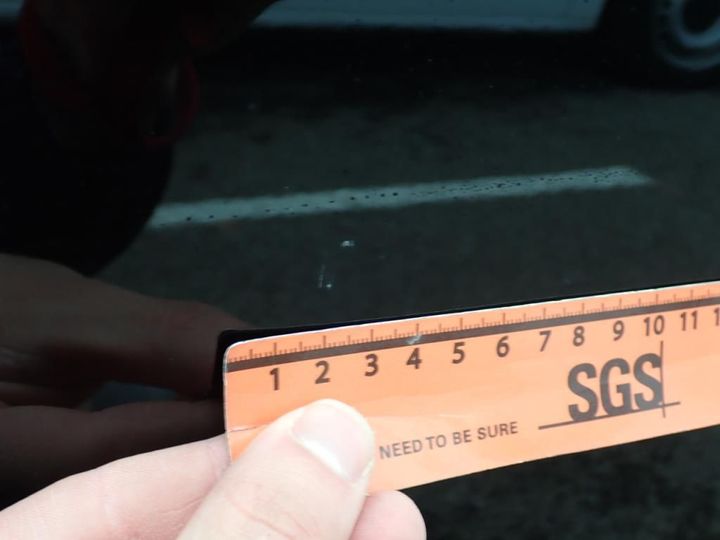 1 2 3 4 5 6 7 8 9 10 11
SGS
NEED TO BE SURE